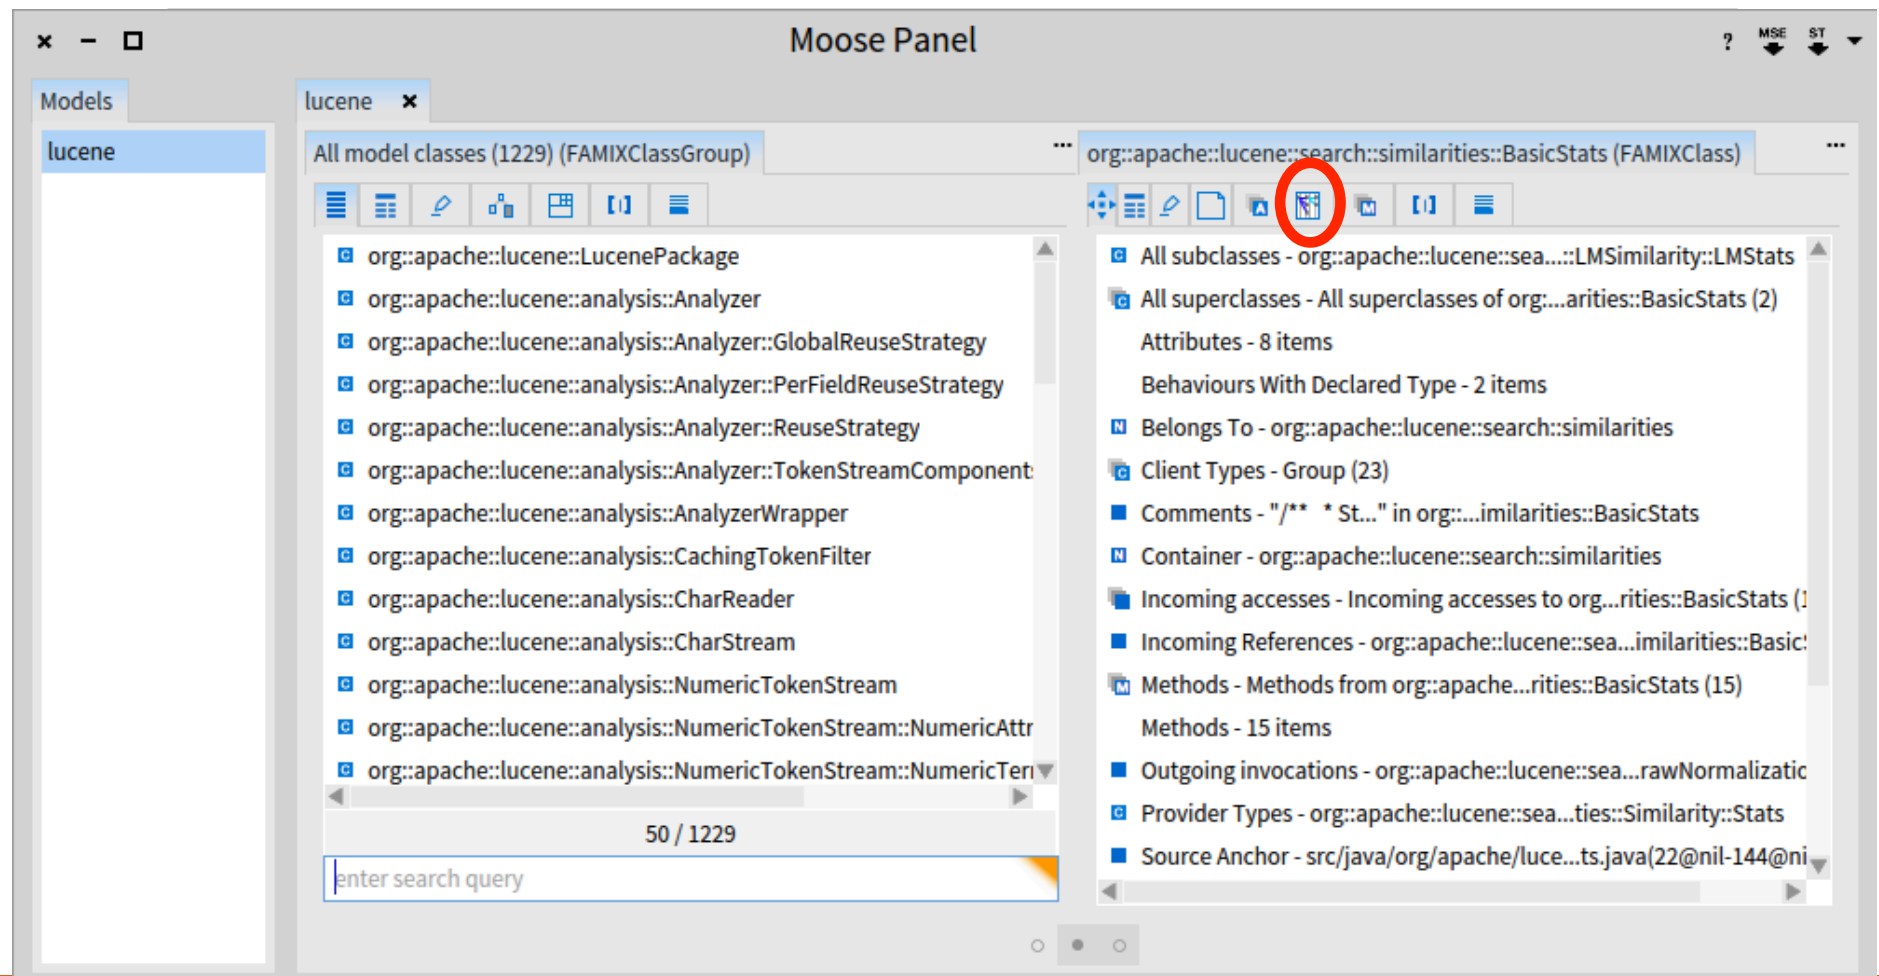 Moose Panel
?
MSE
ST
Models
lucene
lucene
All model classes (1229) (FAMIXClassGroup)
org::apache::lucene::LucenePackage
org::apache::lucene::analysis::Analyzer
org::apache::lucene::analysis::Analyzer::GlobalReuseStrategy
org::apache::lucene::analysis::Analyzer::PerFieldReuseStrategy
org::apache::lucene::analysis::Analyzer::ReuseStrategy
org::apache::lucene::analysis::Analyzer::TokenStreamComponent
org::apache::lucene::analysis::AnalyzerWrapper
org::apache::lucene::analysis::CachingTokenFilter
org::apache::lucene::analysis::CharReader
org::apache::lucene::analysis::CharStream
org::apache::lucene::analysis::NumericTokenStream
org::apache::lucene::analysis::NumericTokenStream::NumericAttr
org::apache::lucene::analysis::NumericTokenStream::NumericTer
50 / 1229
enter search query
org::apache::lucene::search::similarities::BasicStats (FAMIXClass)
All subclasses - org::apache::lucene::sea...::LMSimilarity::LMStats
All superclasses - All superclasses of org:...arities::BasicStats (2)
Attributes - 8 items
Behaviours With Declared Type - 2 items
Belongs To - org::apache::lucene::search::similarities
Client Types - Group (23)
Comments - "/** * St..." in org::...imilarities::BasicStats
Container - org::apache::lucene::search::similarities
Incoming accesses - Incoming accesses to org...rities::BasicStats (1
Incoming References - org::apache::lucene::sea...imilarities::Basic
Methods - Methods from org::apache...rities::BasicStats (15)
Methods - 15 items
Outgoing invocations - org::apache::lucene::sea...rawNormalizatio
Provider Types - org::apache::lucene::sea...ties::Similarity::Stats
Source Anchor - src/java/org/apache/luce...ts.java(22@nil-144@ni